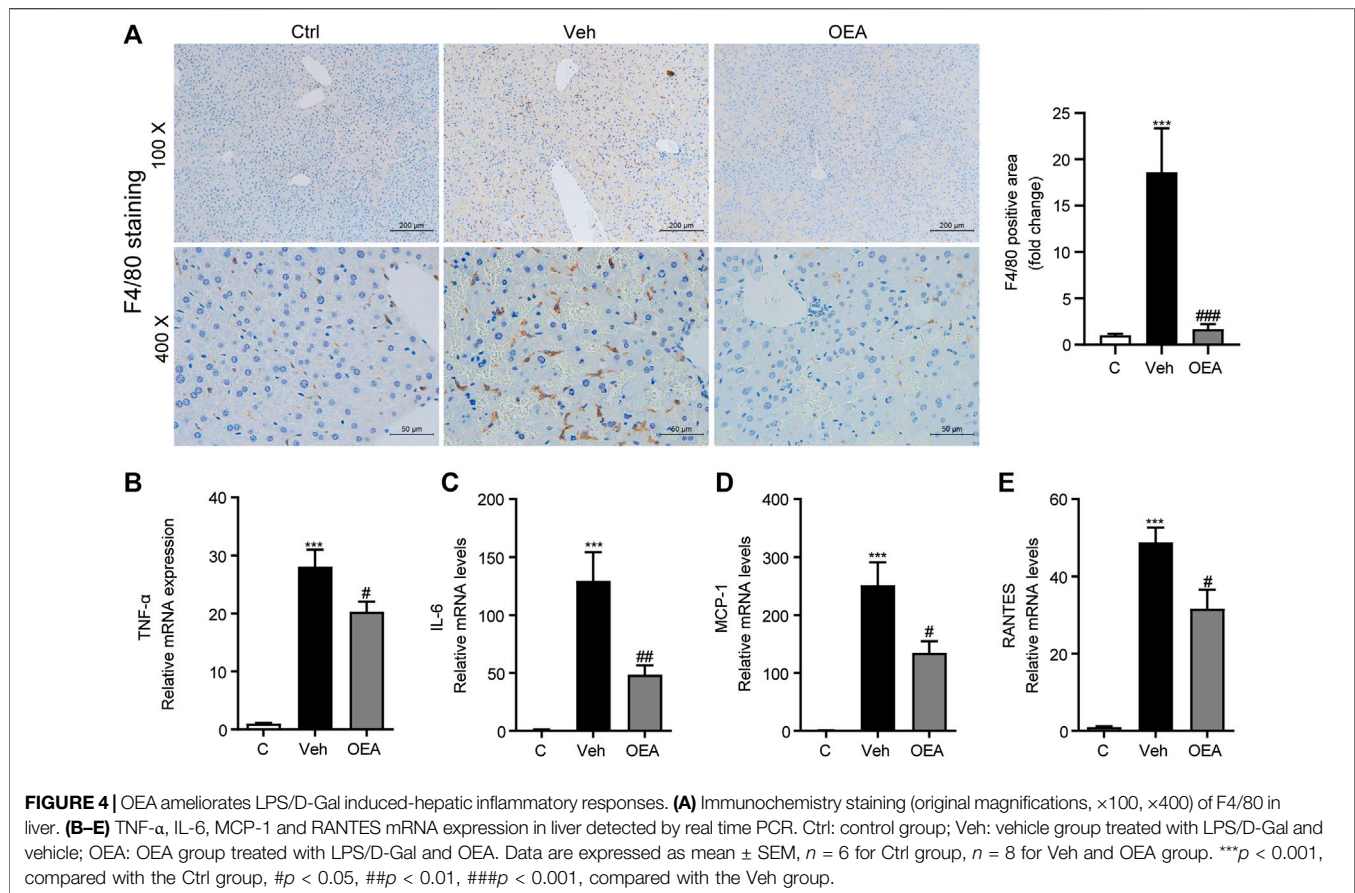 A
Ctrl
Veh
OEA
F4/80 staining
100 X
200 µm
200 µm
200 µm
400 X
50 µm
50 µm
50 µm
F4/80 positive area
(fold change)
25
20
15
10
5
0
***
###
C
Veh
OEA
B
TNF-α
Relative mRNA expression
40
30
20
10
0
***
#
C
Veh
OEA
C
IL-6
Relative mRNA levels
200
150
100
50
0
***
##
C
Veh
OEA
D
MCP-1
Relative mRNA levels
400
300
200
100
0
***
#
C
Veh
OEA
E
RANTES
Relative mRNA levels
60
40
20
0
***
#
C
Veh
OEA
FIGURE 4 | OEA ameliorates LPS/D-Gal induced-hepatic inflammatory responses. (A) Immunochemistry staining (original magnifications, ×100, ×400) of F4/80 in
liver. (B–E) TNF-α, IL-6, MCP-1 and RANTES mRNA expression in liver detected by real time PCR. Ctrl: control group; Veh: vehicle group treated with LPS/D-Gal and
vehicle; OEA: OEA group treated with LPS/D-Gal and OEA. Data are expressed as mean ± SEM, n = 6 for Ctrl group, n = 8 for Veh and OEA group. ***p < 0.001,
compared with the Ctrl group, #p < 0.05, ##p < 0.01, ###p < 0.001, compared with the Veh group.